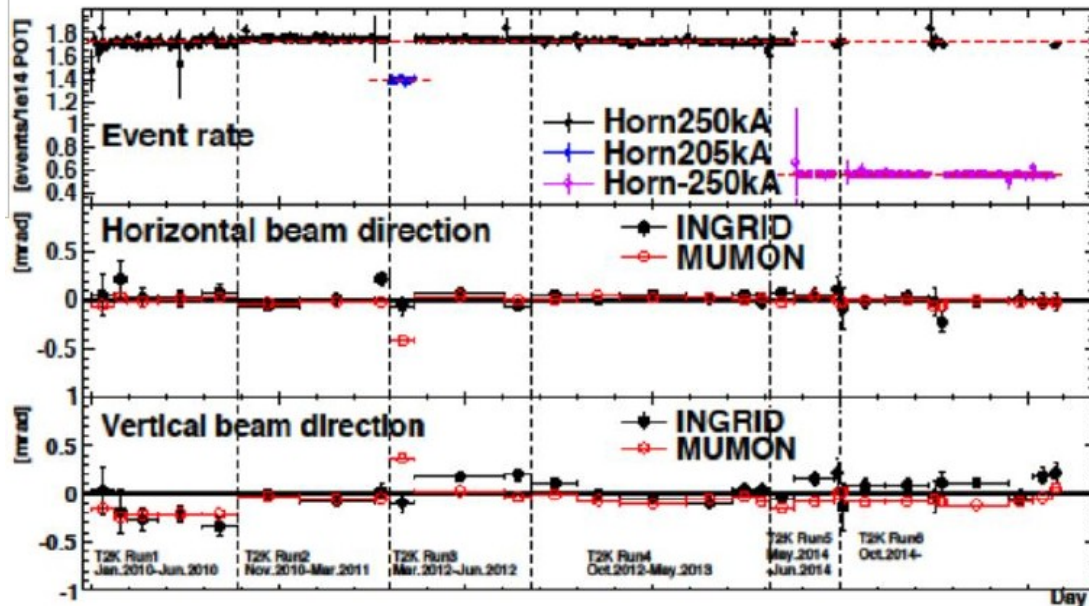 [events/1e14 POT]
1.8
1.6
1.4
1.2
1
0.8
0.6
0.4
Event rate
Horn250kA
Horn205kA
Horn-250kA
[mrad]
0.5
0
-0.5
1
Horizontal beam direction
INGRID
MUMON
[mrad]
0.5
0
-0.5
-1
Vertical beam direction
INGRID
MUMON
T2K Run1
Jan.2010-Jun.2010
T2K Run2
Nov.2010-Mar.2011
T2K Run3
Mar.2012-Jun.2012
T2K Run4
Oct.2012-May.2013
T2K Run5
May.2014
-Jun.2014
T2K Run6
Oct.2014-
Day